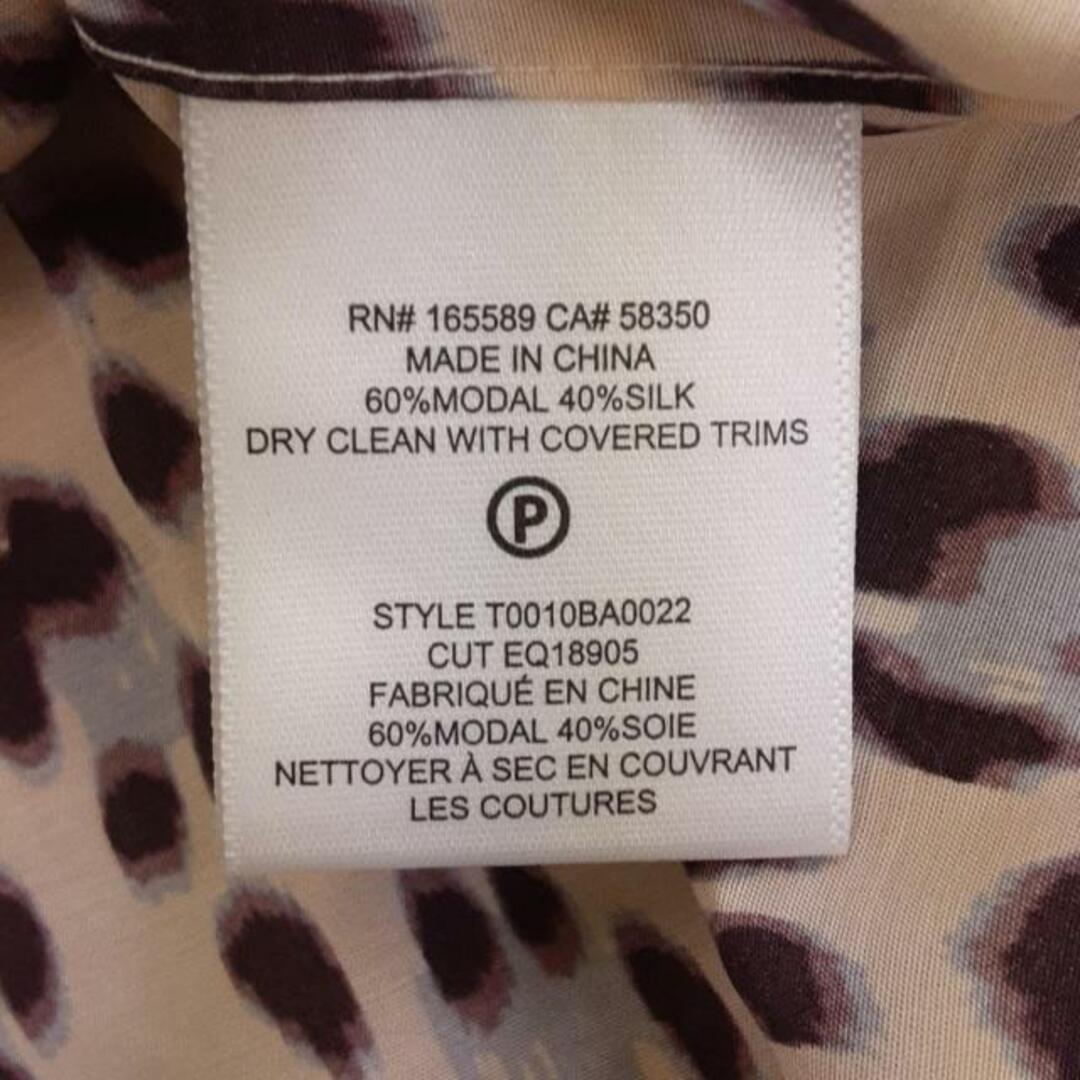 RN# 165589 CA# 58350
MADE IN CHINA
60%MODAL 40%SILK
DRY CLEAN WITH COVERED TRIMS
P
STYLE T0010BA0022
CUT EQ18905
FABRIQUÉ EN CHINE
60%MODAL 40%SOIE
NETTOYER À SEC EN COUVRANT
LES COUTURES